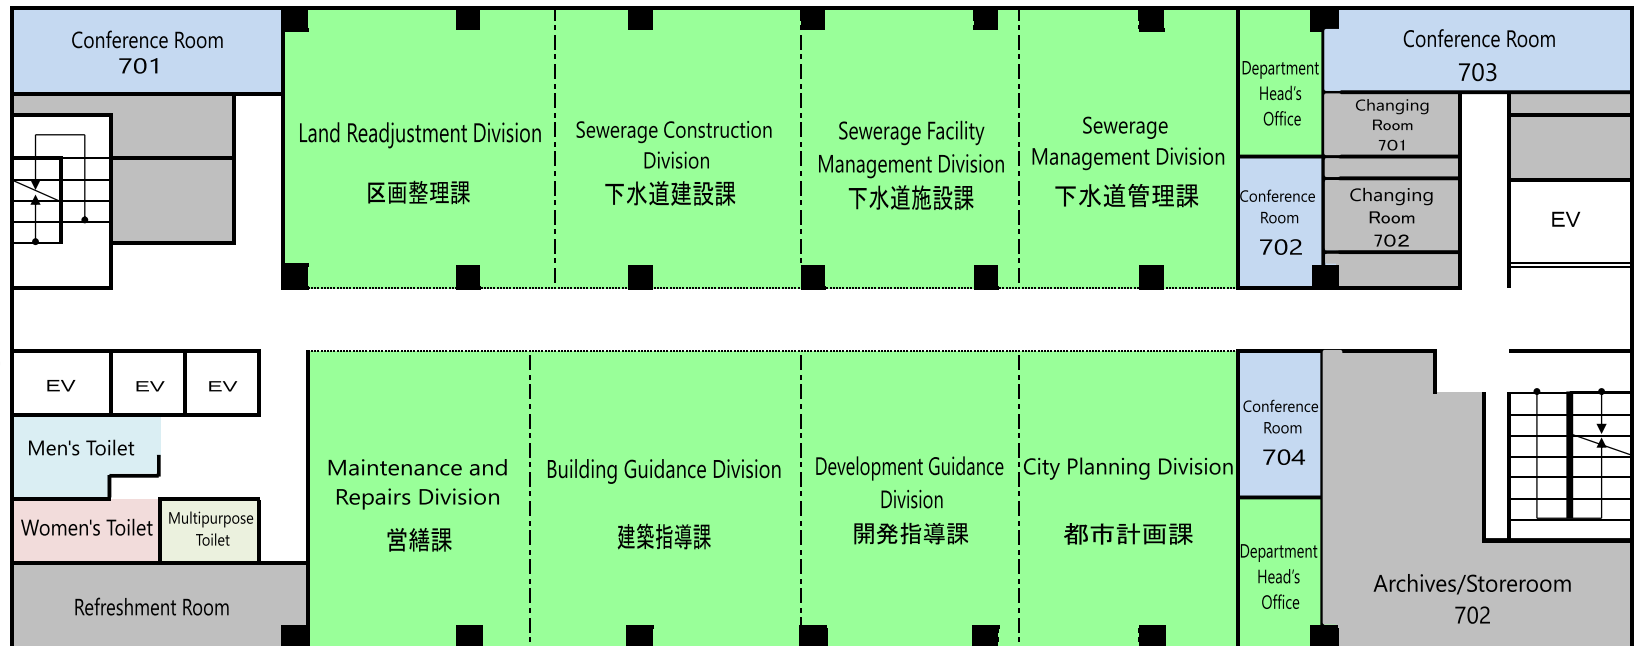 Conference Room
701
Land Readjustment Division
区画整理課
Sewerage Construction
Division
下水道建設課
Sewerage Facility
Management Division
下水道施設課
Sewerage
Management Division
下水道管理課
Department
Head's
Office
Conference
Room
702
Conference Room
703
Changing
Room
701
Changing
Room
702
EV
EV
EV
EV
Men's Toilet
Women's Toilet
Multipurpose
Toilet
Refreshment Room
Maintenance and
Repairs Division
営繕課
Building Guidance Division
建築指導課
Development Guidance
Division
開発指導課
City Planning Division
都市計画課
Conference
Room
704
Department
Head's
Office
Archives/Storeroom
702